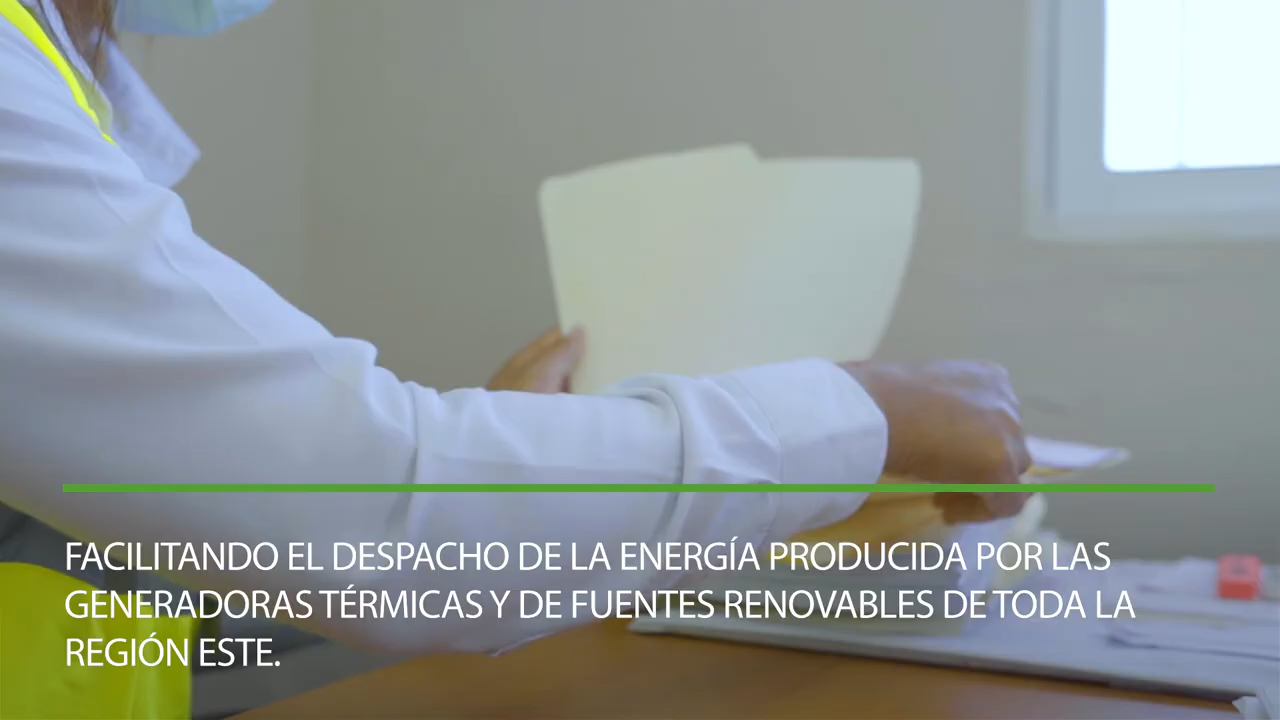 FACILITANDO EL DESPACHO DE LA ENERGÍA PRODUCIDA POR LAS
GENERADORAS TÉRMICAS Y DE FUENTES RENOVABLES DE TODA LA
REGIÓN ESTE.